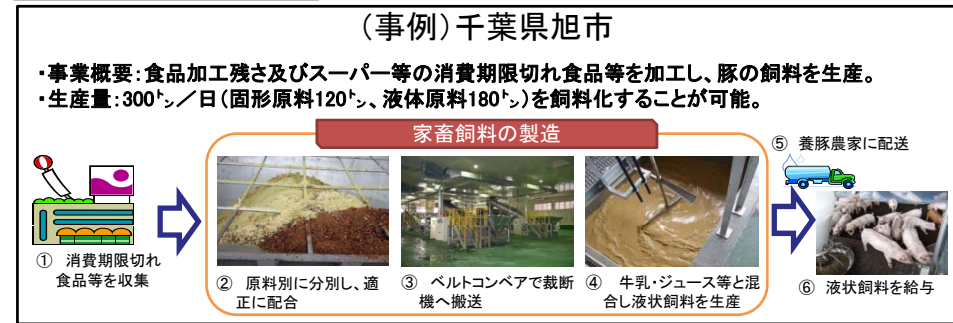 (事例)千葉県旭市
・事業概要:食品加工残さ及びスーパー等の消費期限切れ食品等を加工し、豚の飼料を生産。
・生産量:300㌧/日(固形原料120㌧、液体原料180㌧)を飼料化することが可能。
家畜飼料の製造
① 消費期限切れ
食品等を収集
② 原料別に分別し、適
正に配合
③ ベルトコンベアで裁断
機へ搬送
④ 牛乳・ジュース等と混
合し液状飼料を生産
⑤ 養豚農家に配送
⑥ 液状飼料を給与